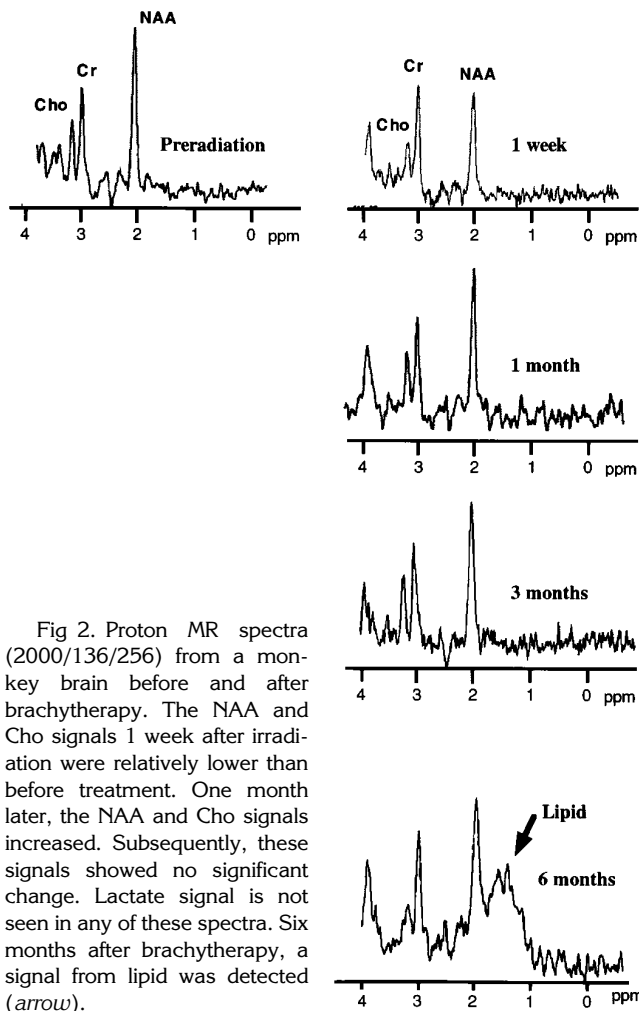 NAA
Cr
Cho
Preradiation
4 3 2 1 0 ppm
Cr
NAA
Cho
1 week
4 3 2 1 0 ppm
1 month
4 3 2 1 0 ppm
3 months
4 3 2 1 0 ppm
Lipid
6 months
4 3 2 1 0 ppm
Fig 2. Proton MR spectra
(2000/136/256) from a mon-
key brain before and after
brachytherapy. The NAA and
Cho signals 1 week after irradi-
ation were relatively lower than
before treatment. One month
later, the NAA and Cho signals
increased. Subsequently, these
signals showed no significant
change. Lactate signal is not
seen in any of these spectra. Six
months after brachytherapy, a
signal from lipid was detected
(arrow).